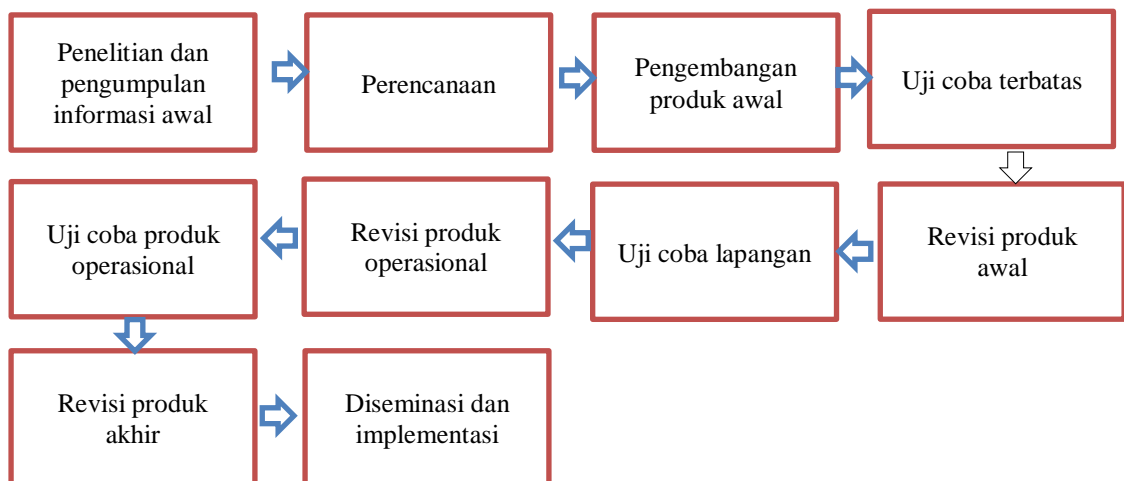 Penelitian dan
pengumpulan
informasi awal
Perencanaan
Pengembangan
produk awal
Uji coba terbatas
Revisi produk
awal
Uji coba lapangan
Revisi produk
operasional
Uji coba produk
operasional
Revisi produk
akhir
Diseminasi dan
implementasi